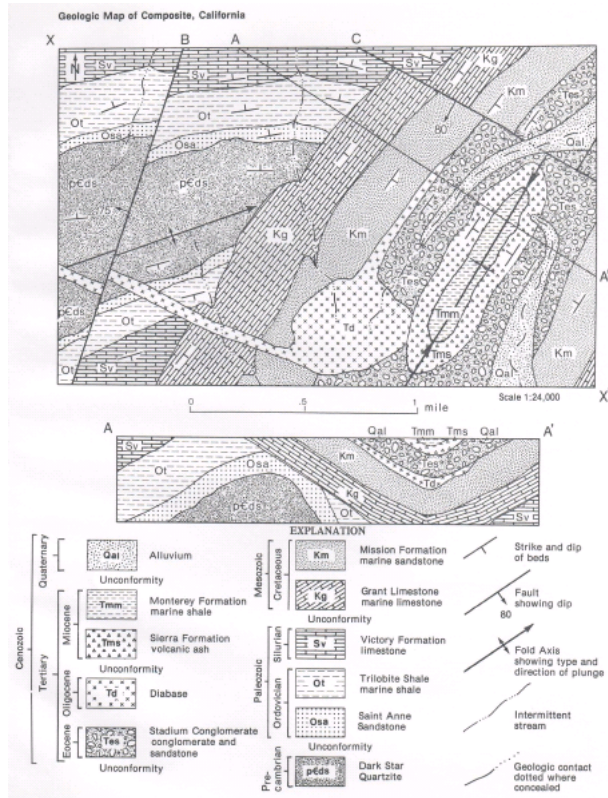 Geologic Map of Composite, California
X B A C
N
Sv Sv Kg
Km
Tes
Ot Ot
80
Osa Osa
Qal
p€ds p€ds
Tes
75
Kg Km
A'
Tes
p€ds
Td Tmm
Ot Km
Tms
Ot Sv Qal
Scale 1:24,000
X'
0 .5 1
mile
A Qal Tmm Tms Qal A'
Sv Km
Ot Osa Tes
Td
Kg
p€ds Ot Sv
EXPLANATION
Cenozoic
Quaternary
Qal Alluvium
Unconformity
Tertiary
Miocene
Tmm Monterey Formation
marine shale
Tms Sierra Formation
volcanic ash
Unconformity
Oligocene
Td Diabase
Eocene
Tes Stadium Conglomerate
conglomerate and
sandstone
Unconformity
Mesozoic
Cretaceous
Km Mission Formation
marine sandstone
Kg Grant Limestone
marine limestone
Unconformity
Paleozoic
Silurian
Sv Victory Formation
limestone
Ordovician
Ot Trilobite Shale
marine shale
Osa Saint Anne
Sandstone
Unconformity
Pre-
cambrian
p€ds Dark Star
Quartzite
Strike and dip
of beds
Fault
showing dip
80
Fold Axis
showing type and
direction of plunge
Intermittent
stream
Geologic contact
dotted where
concealed